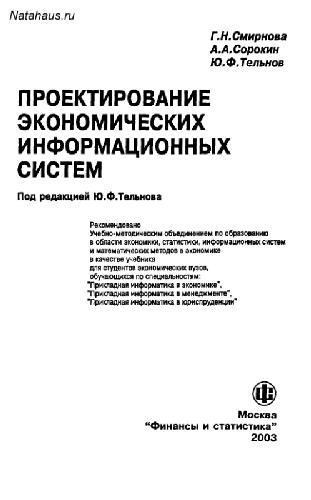 Natahaus.ru
Г.Н.Смирнова
А.А.Сорокин
Ю.Ф.Тельнов
ПРОЕКТИРОВАНИЕ
ЭКОНОМИЧЕСКИХ
ИНФОРМАЦИОННЫХ
СИСТЕМ
Под редакцией Ю.Ф.Тельнова
Рекомендовано
Учебно-методическим объединением по образованию
в области экономики, статистики, информационных систем
и математических методов в экономике
в качестве учебника
для студентов экономических вузов,
обучающихся по специальностям:
"Прикладная информатика в экономике",
"Прикладная информатика в менеджменте",
"Прикладная информатика в юриспруденции"
Москва
"Финансы и статистика"
2003